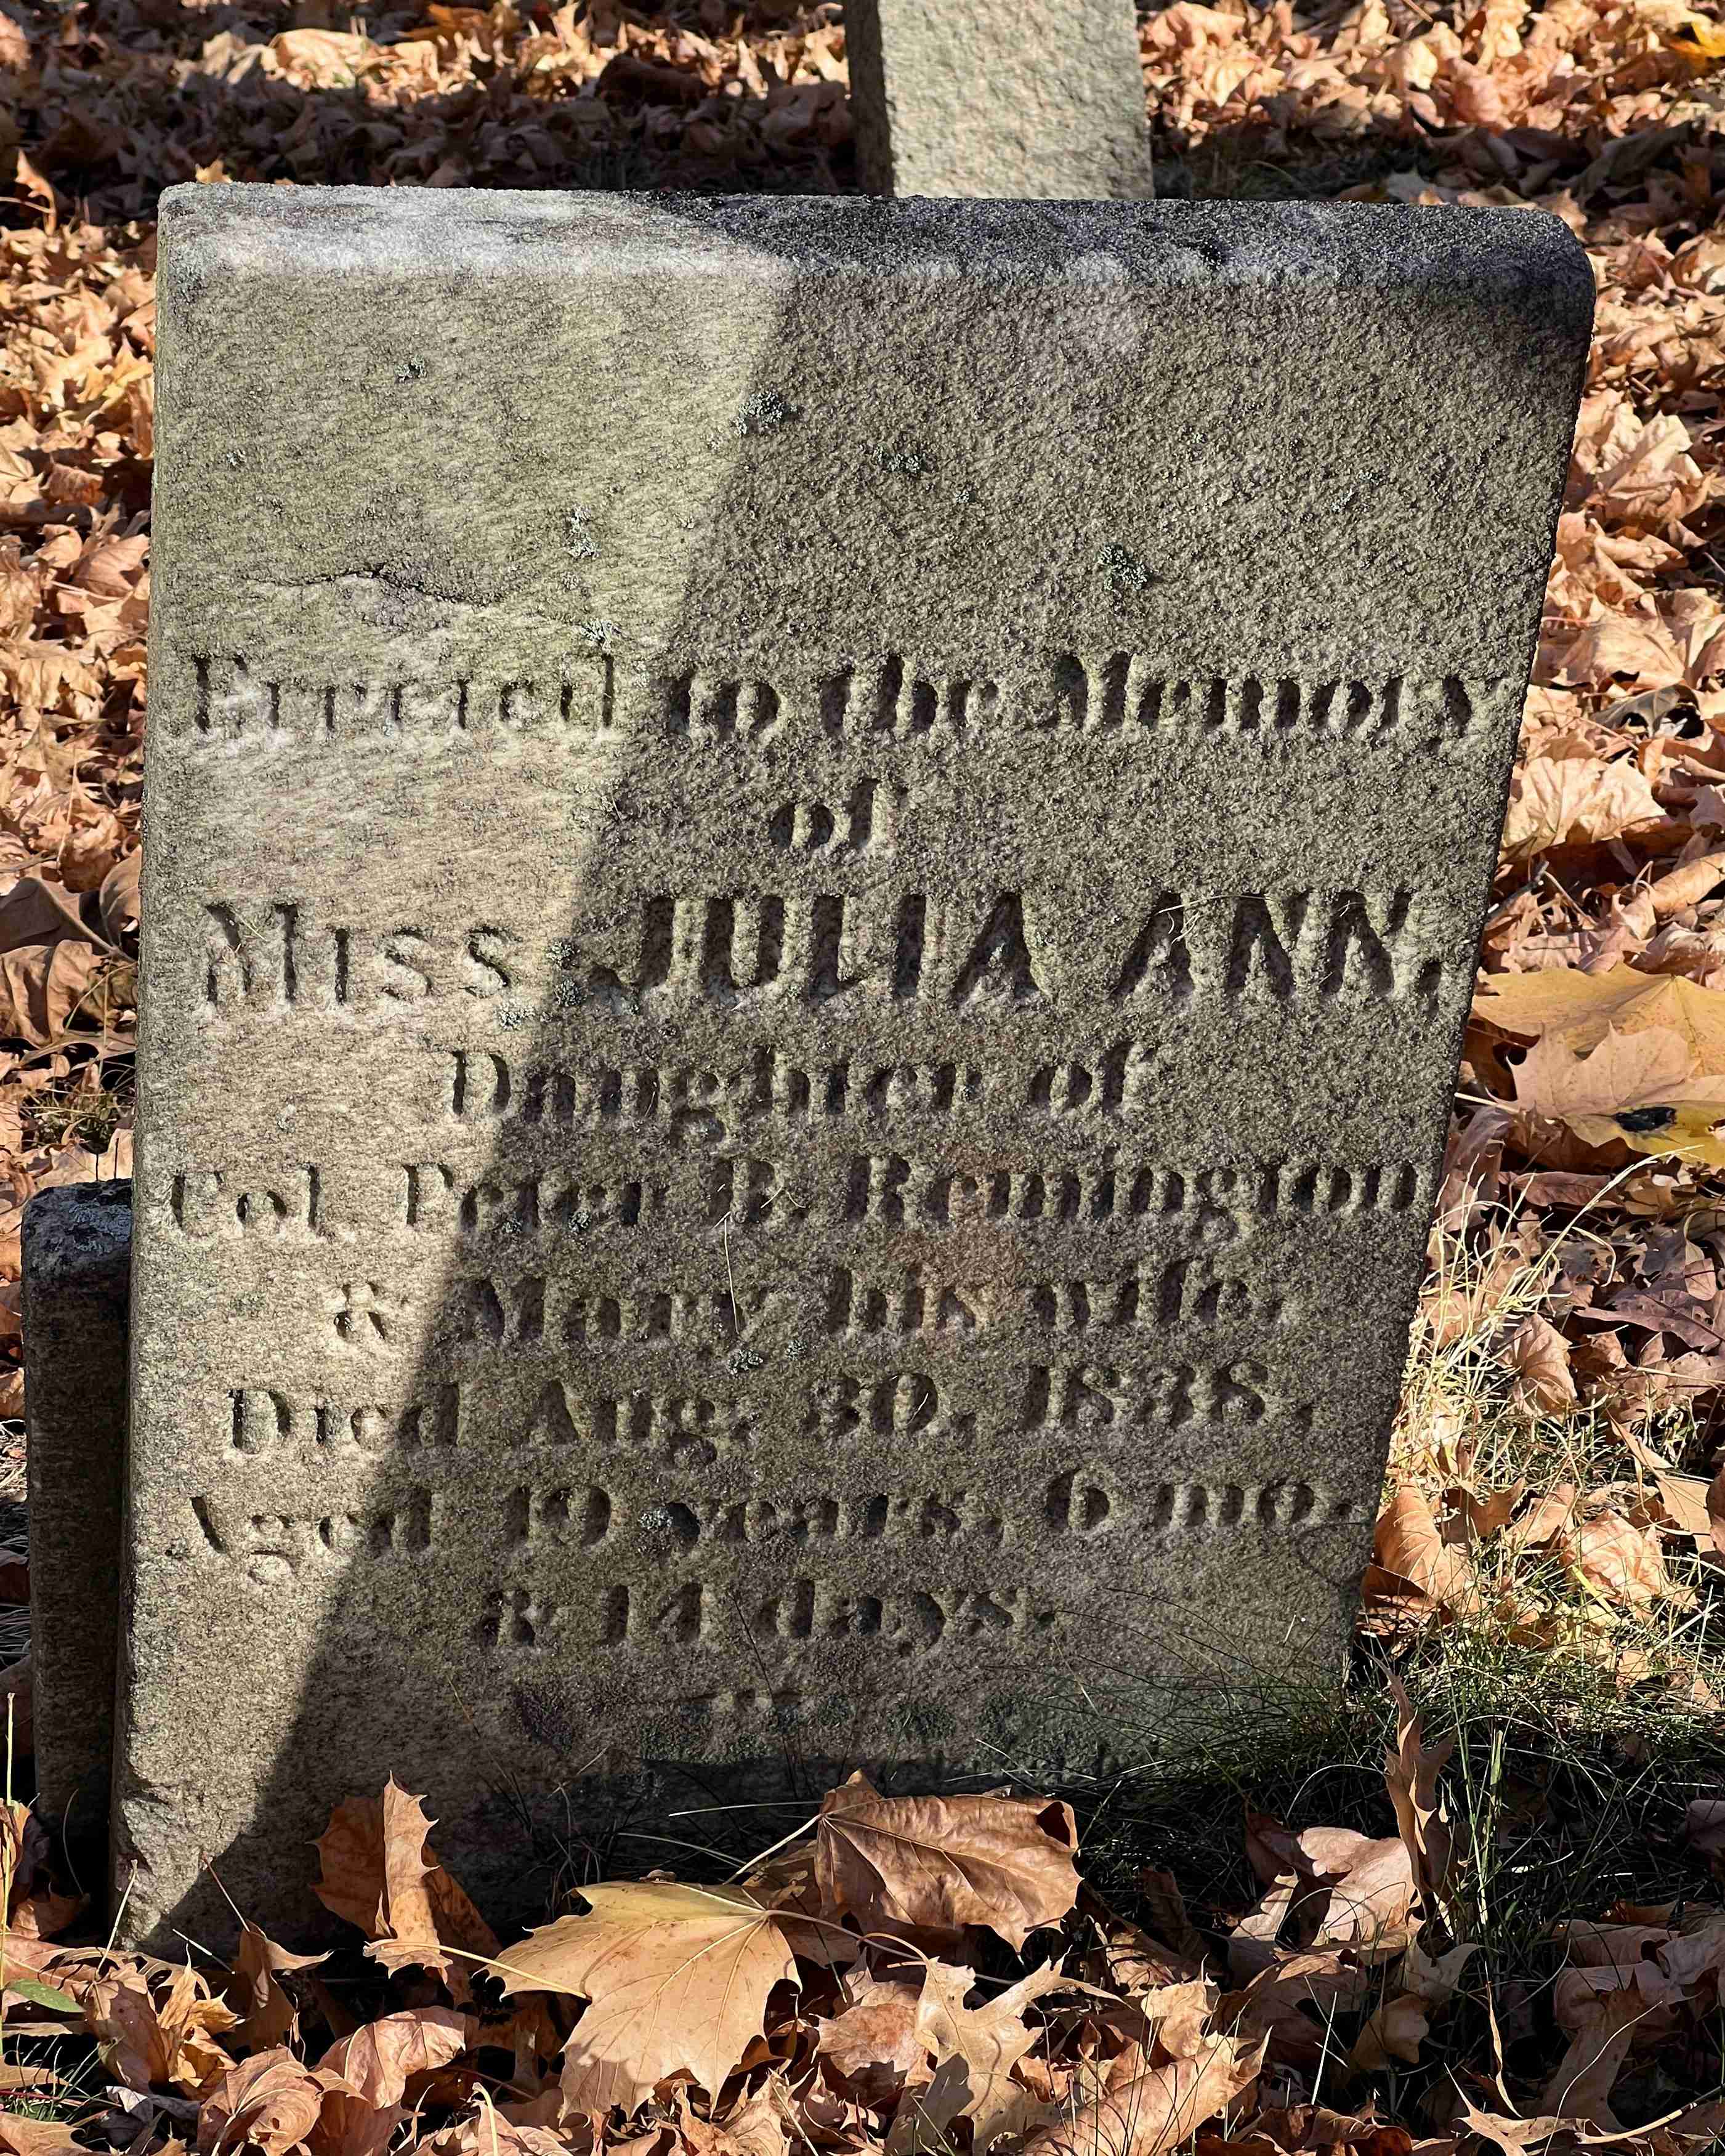 Erected to the Memory
of
Miss JULIA ANN,
Daughter of
Col. Peter B. Remington
& Mary his wife,
Died Aug. 30, 1838,
Aged 19 years, 6 mo.
& 14 days.